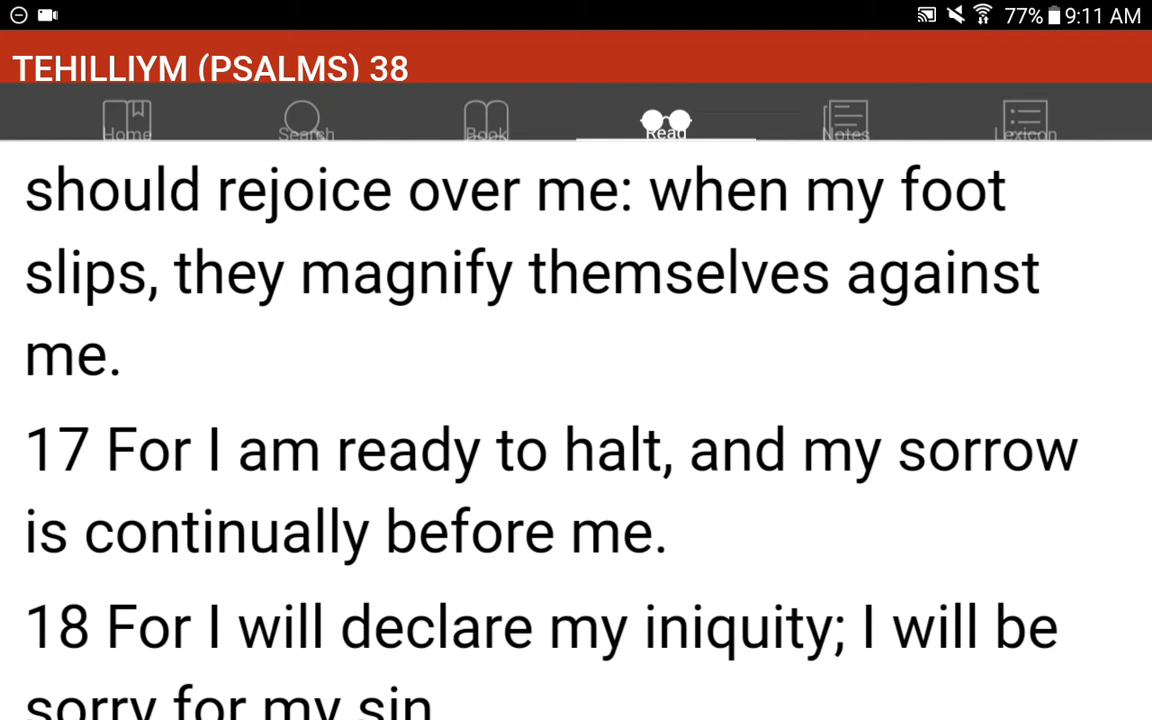 77% 9:11 AM
TEHILLIYM (PSALMS) 38
Home Search Book Read Notes Lexicon
should rejoice over me: when my foot
slips, they magnify themselves against
me.
17 For I am ready to halt, and my sorrow
is continually before me.
18 For I will declare my iniquity; I will be
sorry for my sin